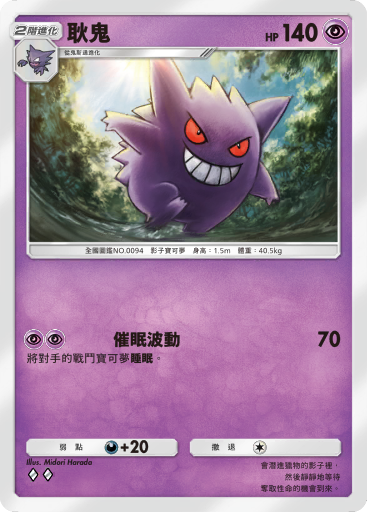 2階進化
耿鬼
HP 140
從鬼斯通進化
全國圖鑑NO.0094 影子寶可夢 身高：1.5m 體重：40.5kg
催眠波動 70
將對手的戰鬥寶可夢睡眠。
弱點 +20 撤退
Illus. Midori Harada
會潛進獵物的影子裡，
然後靜靜地等待
奪取性命的機會到來。